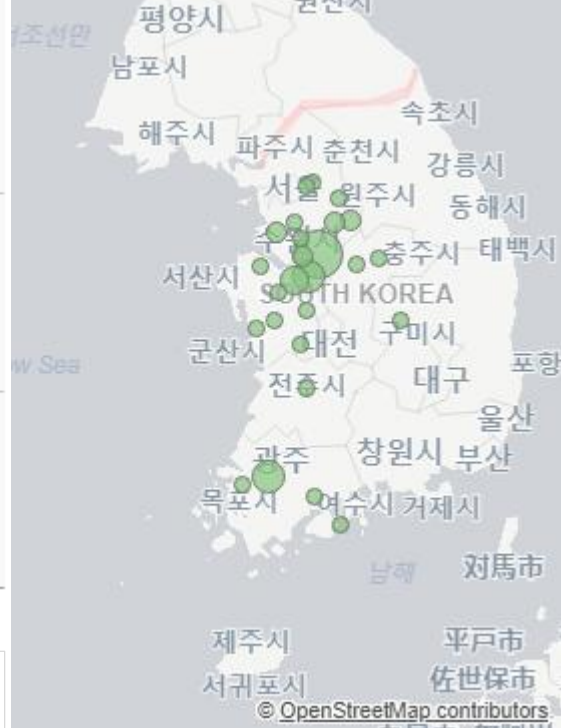 평양시
남포시
속초시
해주시
파주시 춘천시
강릉시
서울 원주시
동해시
충주시 태백시
서산시
SOUTH KOREA
구미시
군산시 대전
포항
대구
전주시
울산
광주 창원시 부산
목포시 여수시 거제시
남해
対馬市
제주시 平戸市
서귀포시 佐世保市
© OpenStreetMap contributors